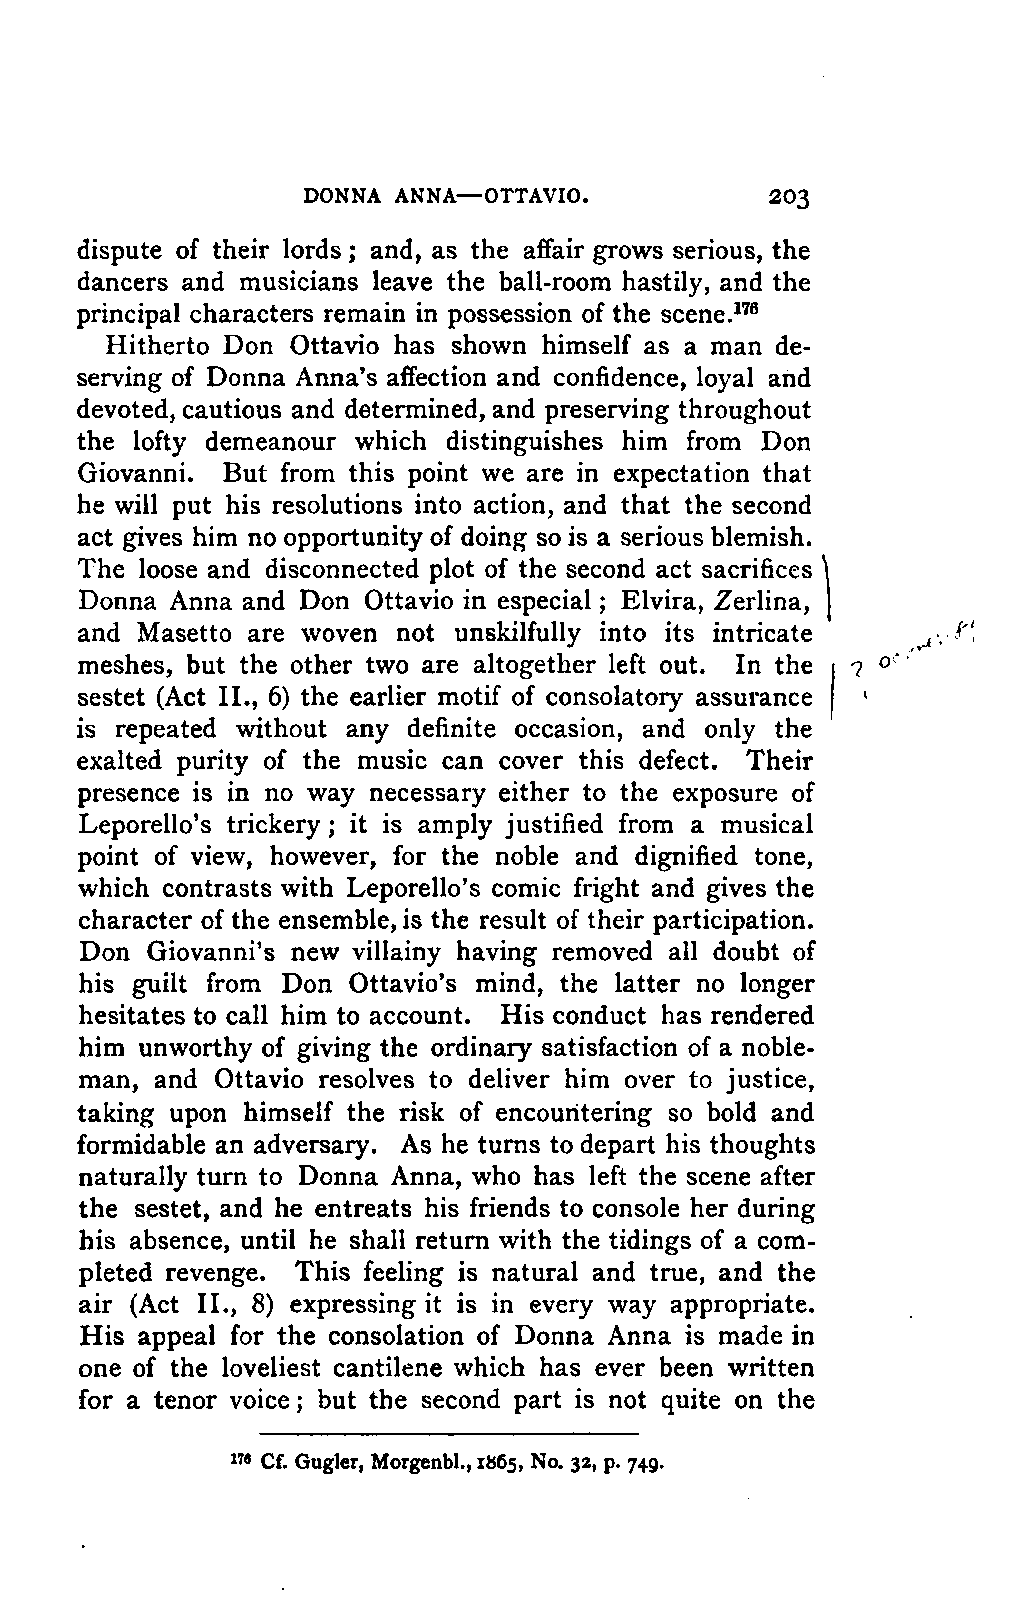 DONNA ANNA—OTTAVIO. 203
dispute of their lords; and, as the affair grows serious, the
dancers and musicians leave the ball-room hastily, and the
principal characters remain in possession of the scene.¹⁷⁶
Hitherto Don Ottavio has shown himself as a man de-
serving of Donna Anna's affection and confidence, loyal and
devoted, cautious and determined, and preserving throughout
the lofty demeanour which distinguishes him from Don
Giovanni. But from this point we are in expectation that
he will put his resolutions into action, and that the second
act gives him no opportunity of doing so is a serious blemish.
The loose and disconnected plot of the second act sacrifices
Donna Anna and Don Ottavio in especial; Elvira, Zerlina,
and Masetto are woven not unskilfully into its intricate
meshes, but the other two are altogether left out. In the ?
sestet (Act II., 6) the earlier motif of consolatory assurance
is repeated without any definite occasion, and only the
exalted purity of the music can cover this defect. Their
presence is in no way necessary either to the exposure of
Leporello's trickery; it is amply justified from a musical
point of view, however, for the noble and dignified tone,
which contrasts with Leporello's comic fright and gives the
character of the ensemble, is the result of their participation.
Don Giovanni's new villainy having removed all doubt of
his guilt from Don Ottavio's mind, the latter no longer
hesitates to call him to account. His conduct has rendered
him unworthy of giving the ordinary satisfaction of a noble-
man, and Ottavio resolves to deliver him over to justice,
taking upon himself the risk of encountering so bold and
formidable an adversary. As he turns to depart his thoughts
naturally turn to Donna Anna, who has left the scene after
the sestet, and he entreats his friends to console her during
his absence, until he shall return with the tidings of a com-
pleted revenge. This feeling is natural and true, and the
air (Act II., 8) expressing it is in every way appropriate.
His appeal for the consolation of Donna Anna is made in
one of the loveliest cantilene which has ever been written
for a tenor voice; but the second part is not quite on the
¹⁷⁶ Cf. Gugler, Morgenbl., 1865, No. 32, p. 749.